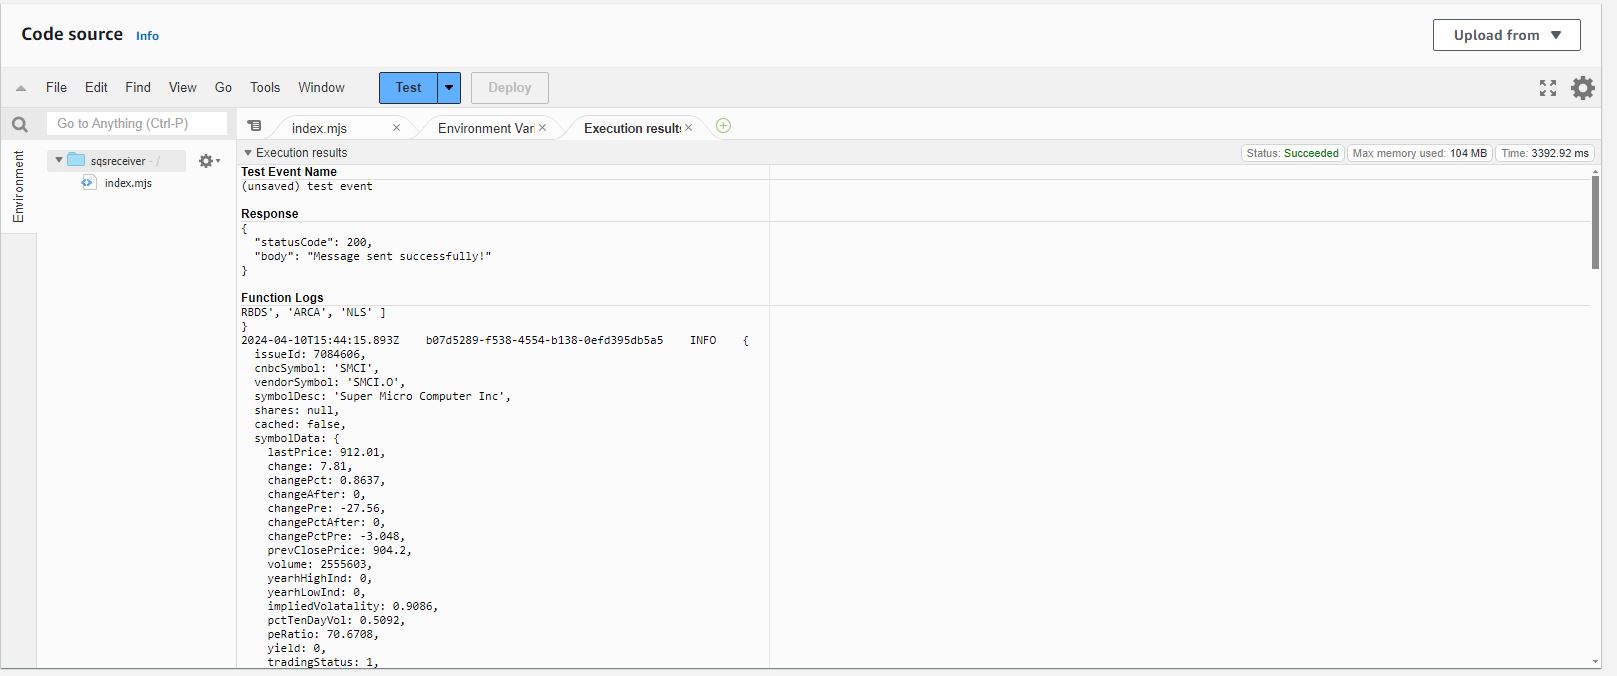 Code source Info
Upload from
File Edit Find View Go Tools Window Test Deploy
Go to Anything (Ctrl-P)
index.mjs Environment Var Execution results
Environment
sqsreceiver - /
index.mjs
Execution results
Status: Succeeded Max memory used: 104 MB Time: 3392.92 ms
Test Event Name
(unsaved) test event
Response
{
"statusCode": 200,
"body": "Message sent successfully!"
}
Function Logs
RBDS', 'ARCA', 'NLS' ]
}
2024-04-10T15:44:15.893Z b07d5289-f538-4554-b138-0efd395db5a5 INFO {
issueId: 7084606,
cnbcSymbol: 'SMCI',
vendorSymbol: 'SMCI.O',
symbolDesc: 'Super Micro Computer Inc',
shares: null,
cached: false,
symbolData: {
lastPrice: 912.01,
change: 7.81,
changePct: 0.8637,
changeAfter: 0,
changePre: -27.56,
changePctAfter: 0,
changePctPre: -3.048,
prevClosePrice: 904.2,
volume: 2555603,
yearhHighInd: 0,
yearhLowInd: 0,
impliedVolatality: 0.9086,
pctTenDayVol: 0.5092,
peRatio: 70.6708,
yield: 0,
tradingStatus: 1,